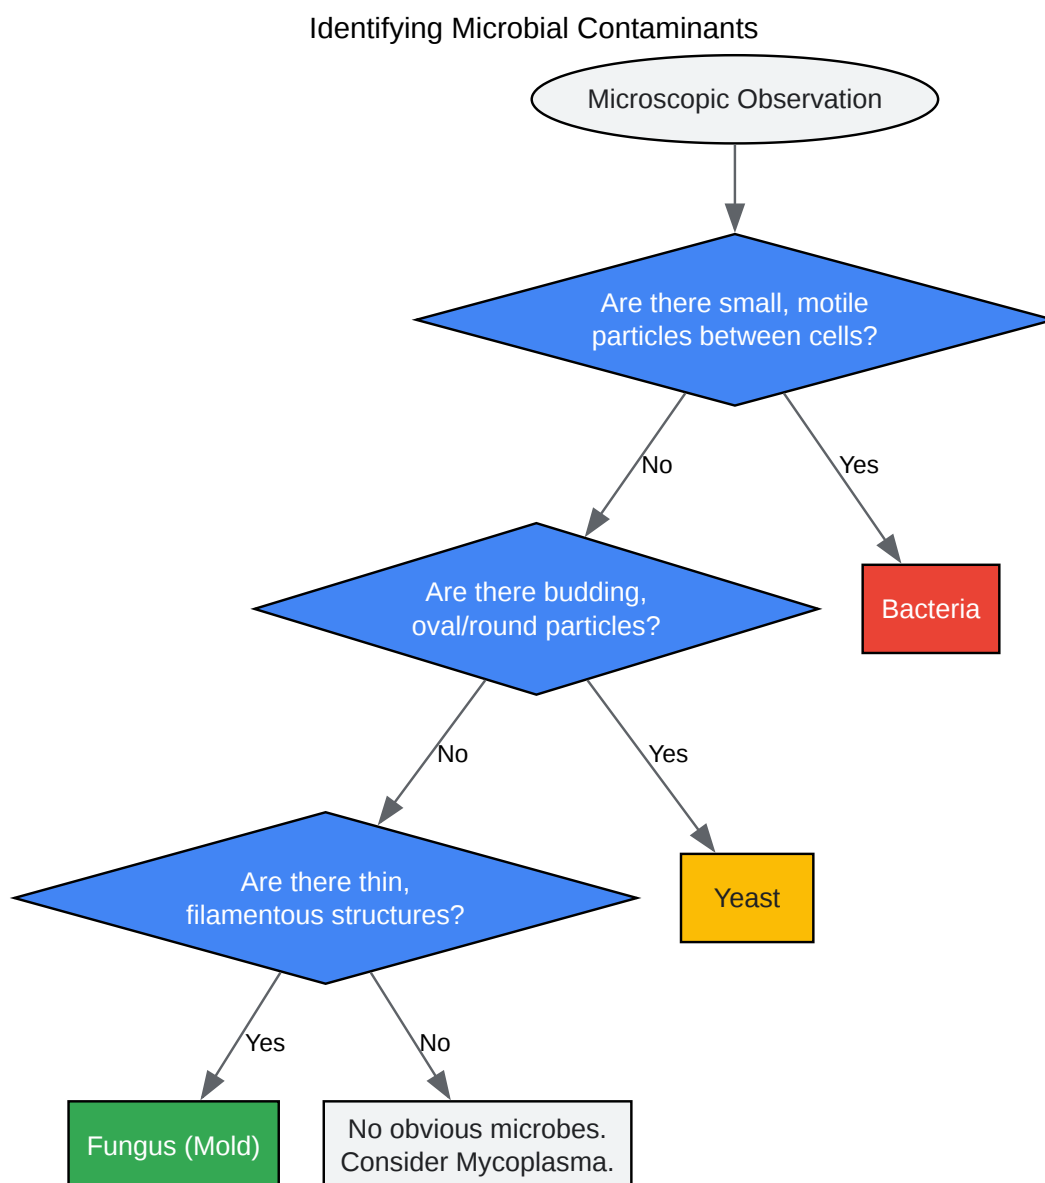 Identifying Microbial Contaminants
Microscopic Observation
Are there small, motile
particles between cells?
No
Yes
Are there budding,
oval/round particles?
Bacteria
No
Yes
Are there thin,
filamentous structures?
Yeast
Yes
No
Fungus (Mold)
No obvious microbes.
Consider Mycoplasma.